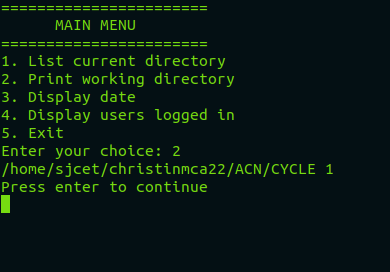 =======================
MAIN MENU
=======================
1. List current directory
2. Print working directory
3. Display date
4. Display users logged in
5. Exit
Enter your choice: 2
/home/sjcet/christinmca22/ACN/CYCLE 1
Press enter to continue